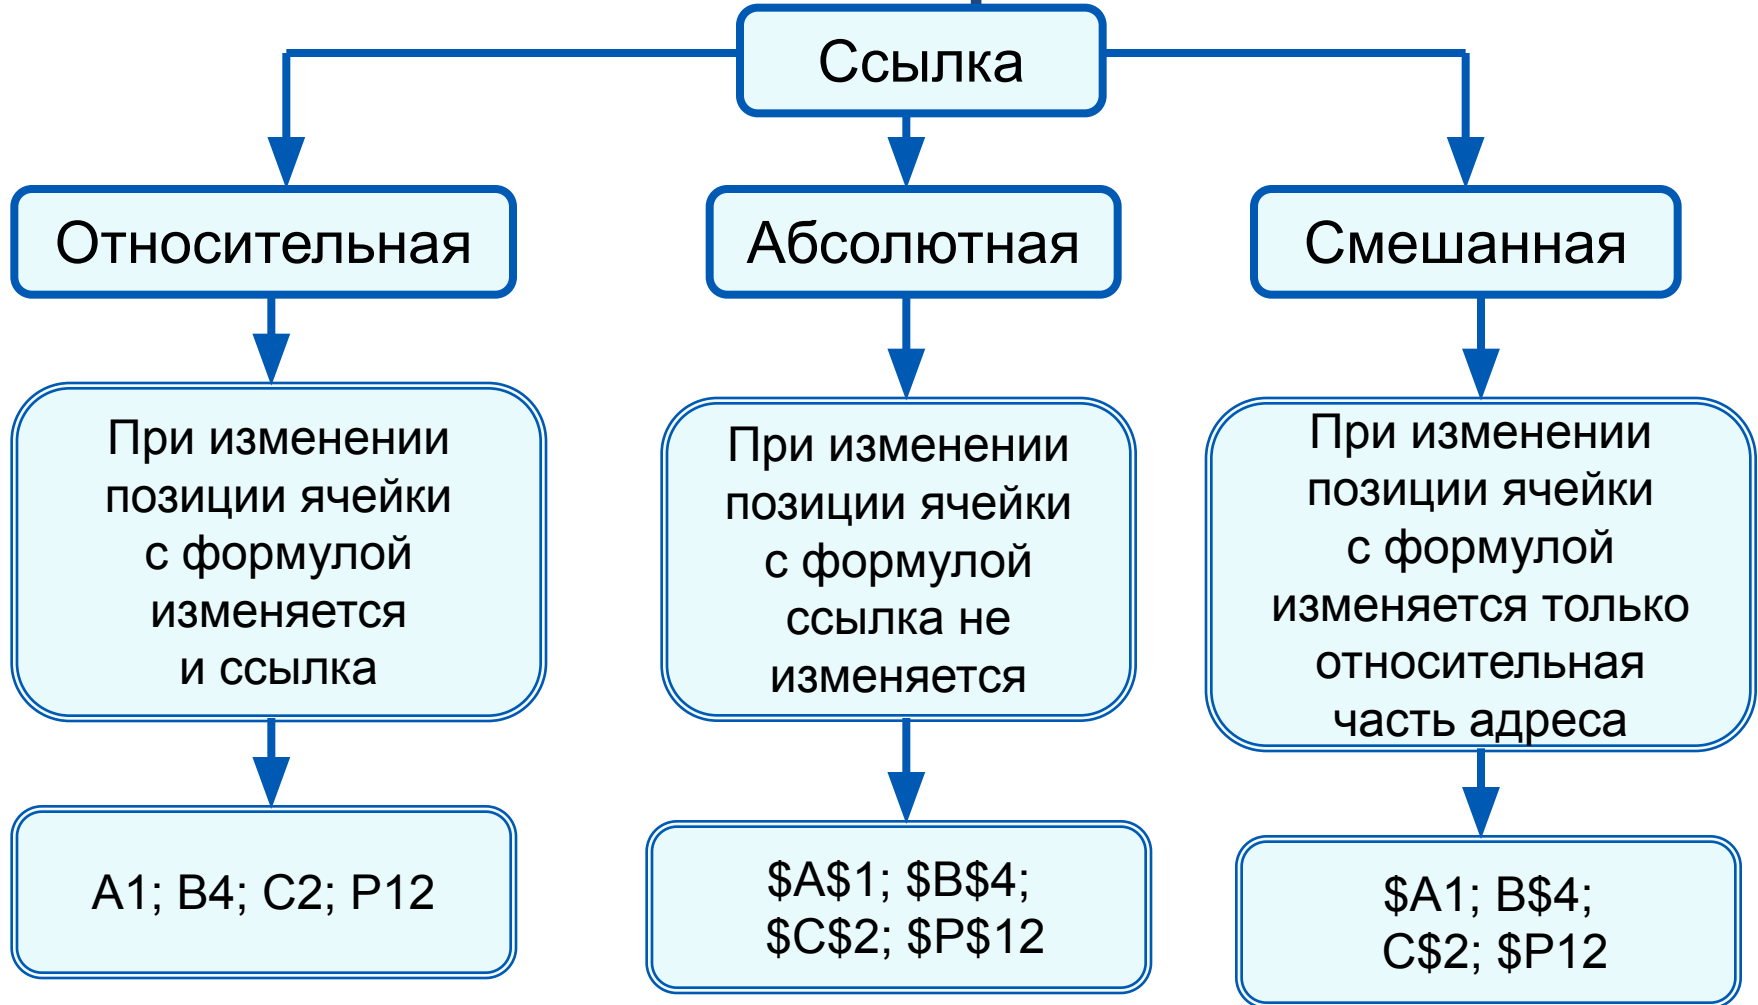 Ссылка
Относительная
Абсолютная
Смешанная
При изменении
позиции ячейки
с формулой
изменяется
и ссылка
При изменении
позиции ячейки
с формулой
ссылка не
изменяется
При изменении
позиции ячейки
с формулой
изменяется только
относительная
часть адреса
A1; B4; C2; P12
$A$1; $B$4;
$C$2; $P$12
$A1; B$4;
C$2; $P12